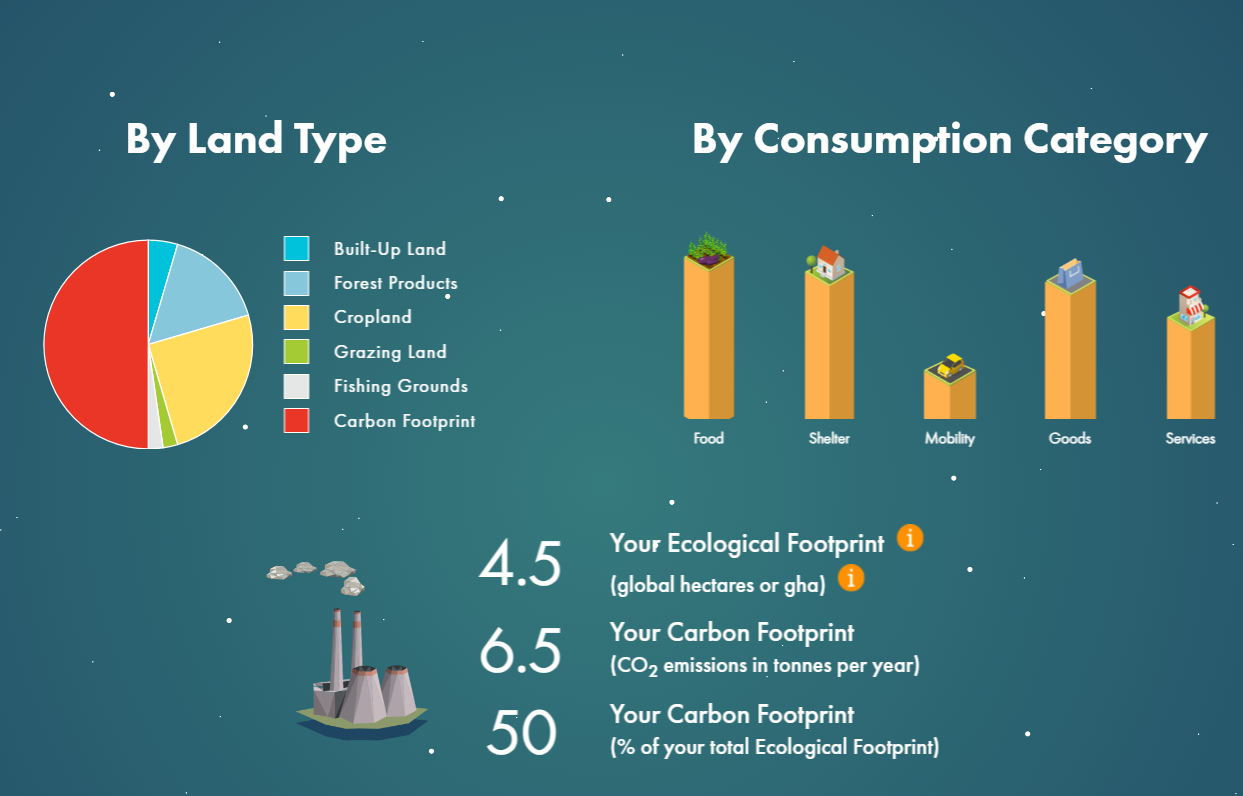 By Land Type
Built-Up Land
Forest Products
Cropland
Grazing Land
Fishing Grounds
Carbon Footprint
By Consumption Category
Food
Shelter
Mobility
Goods
Services
4.5
Your Ecological Footprint i
(global hectares or gha) i
6.5
Your Carbon Footprint
(CO₂ emissions in tonnes per year)
50
Your Carbon Footprint
(% of your total Ecological Footprint)